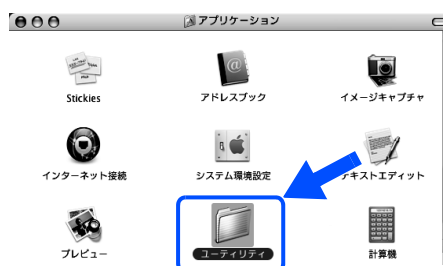 アプリケーション
Stickies
アドレスブック
イメージキャプチャ
インターネット接続
システム環境設定
テキストエディット
プレビュー
ユーティリティ
計算機